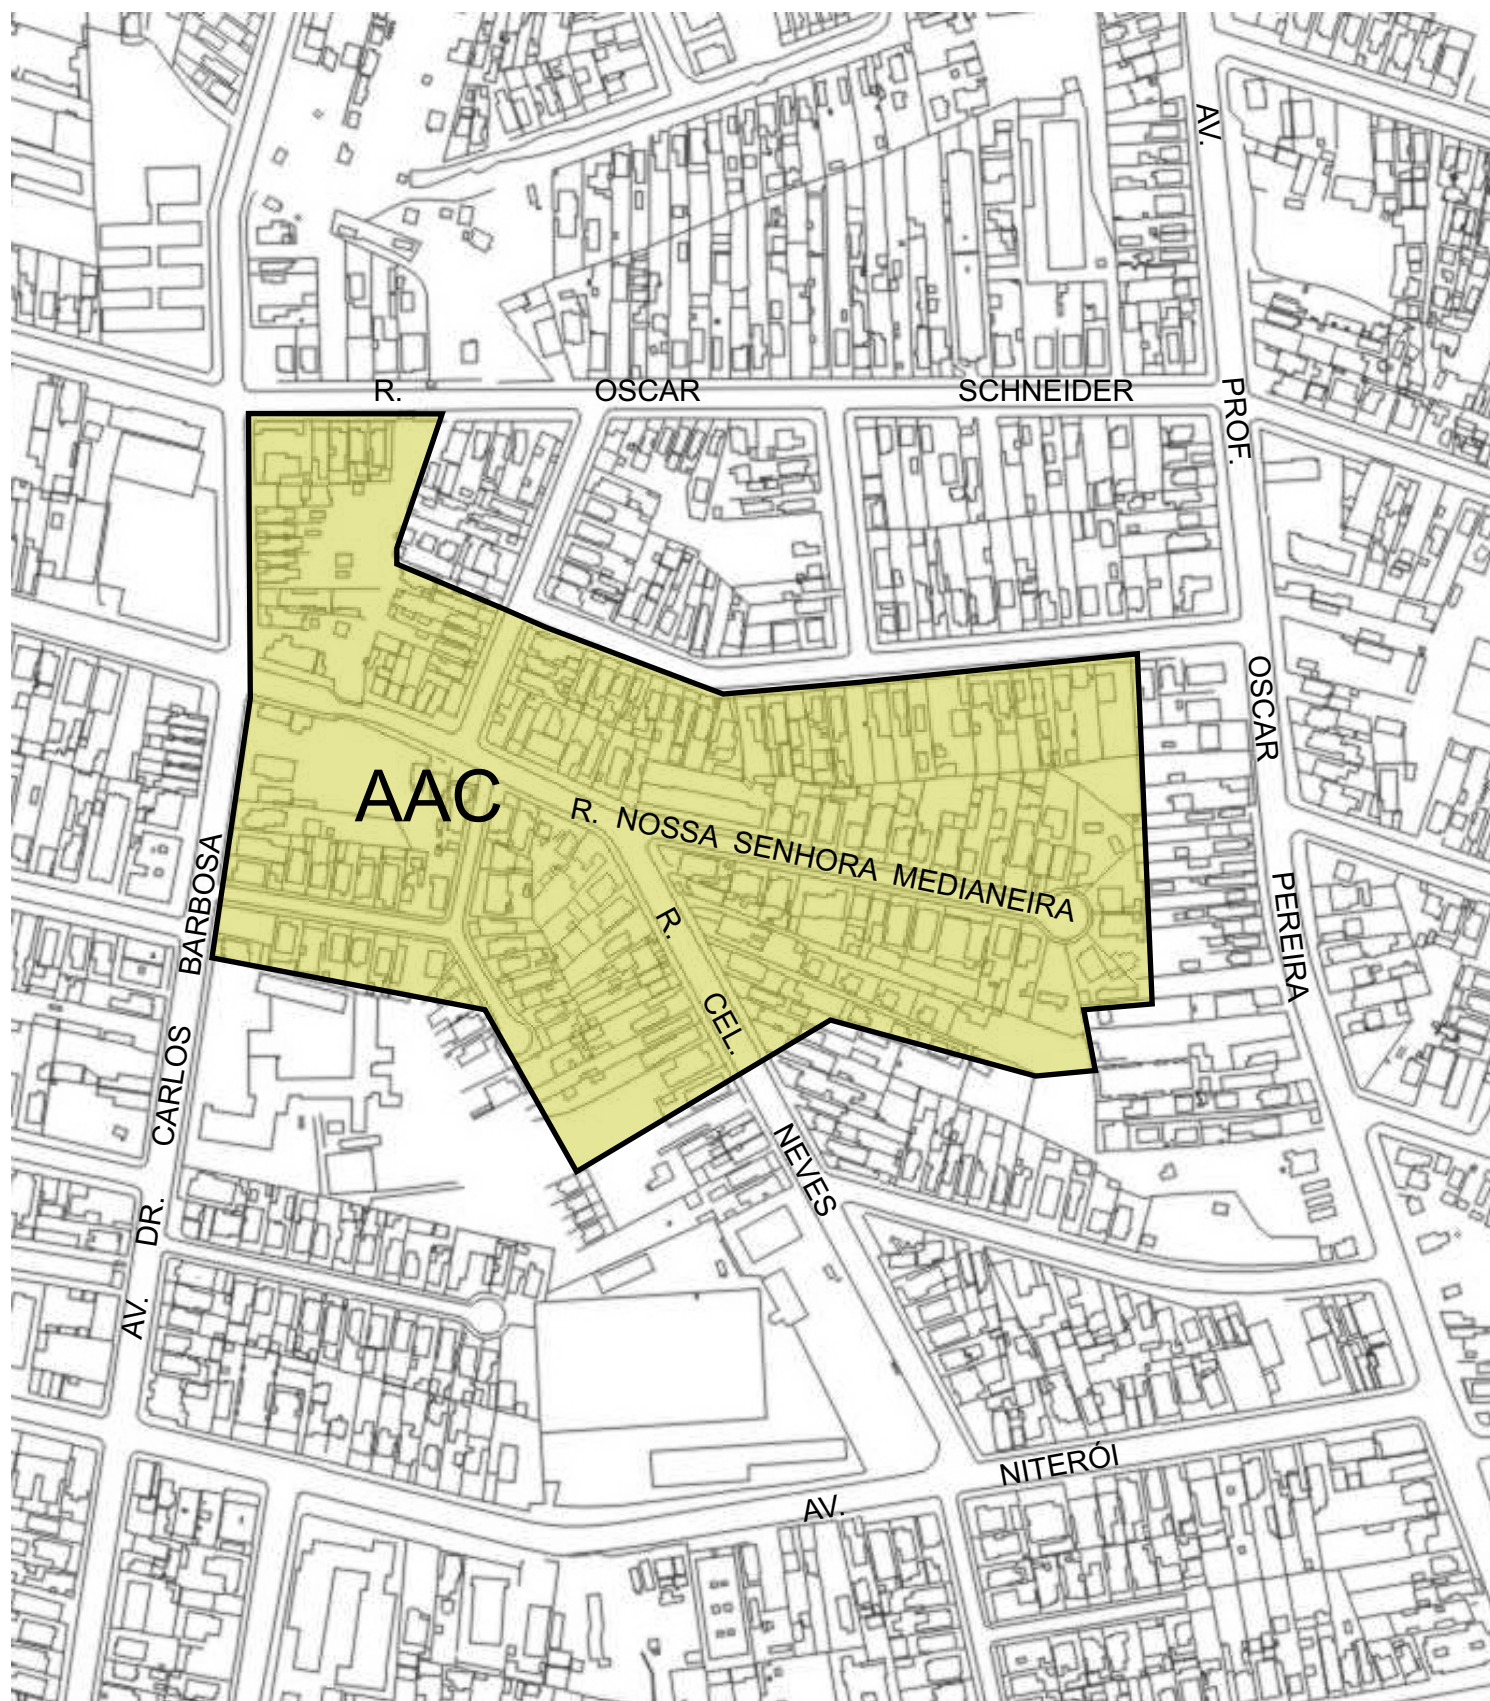 AV.
R. OSCAR SCHNEIDER
PROF.
OSCAR
PEREIRA
AAC
R. NOSSA SENHORA MEDIANEIRA
R.
CEL.
NEVES
AV. DR. CARLOS BARBOSA
AV. NITERÓI